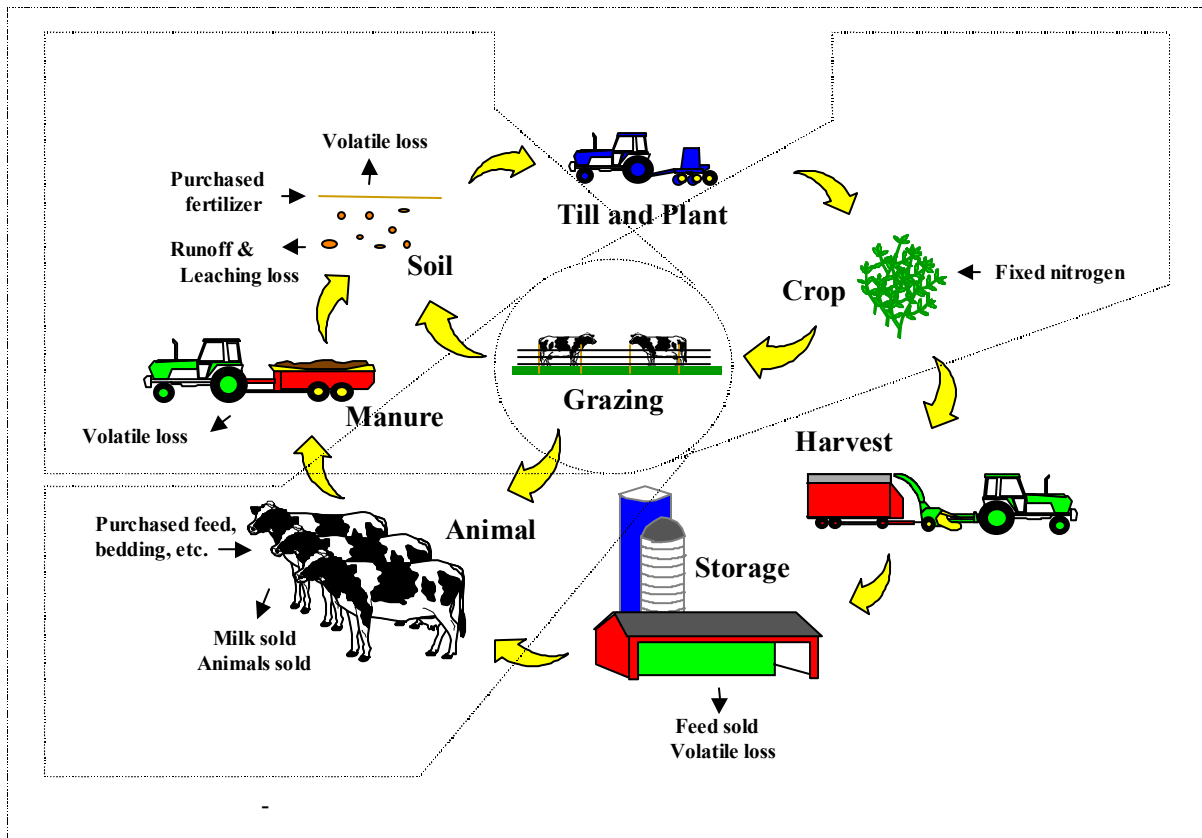 Volatile loss
Purchased
fertilizer
Runoff &
Leaching loss
Soil
Till and Plant
Crop
Fixed nitrogen
Grazing
Manure
Volatile loss
Harvest
Animal
Purchased feed,
bedding, etc.
Milk sold
Animals sold
Storage
Feed sold
Volatile loss
-